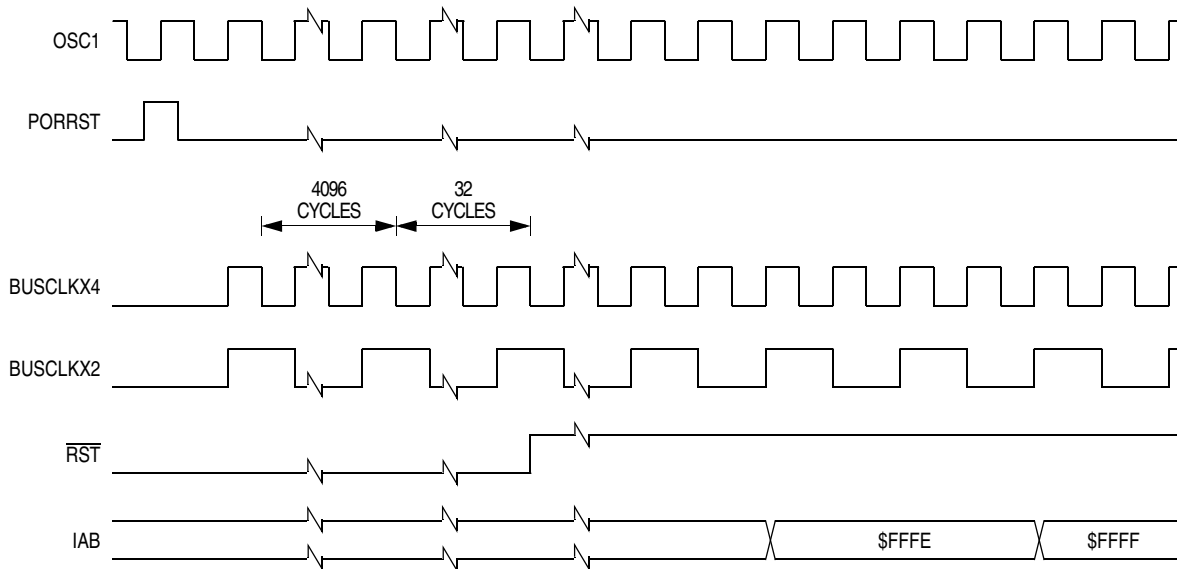 OSC1
PORRST
4096
CYCLES
32
CYCLES
BUSCLKX4
BUSCLKX2
RST
IAB
$FFFE
$FFFF